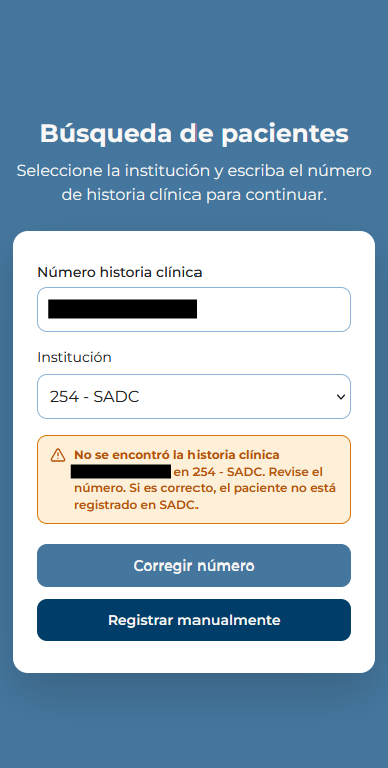 Búsqueda de pacientes
Seleccione la institución y escriba el número
de historia clínica para continuar.
Número historia clínica
Institución
254 - SADC
No se encontró la historia clínica
en 254 - SADC. Revise el
número. Si es correcto, el paciente no está
registrado en SADC..
Corregir número
Registrar manualmente